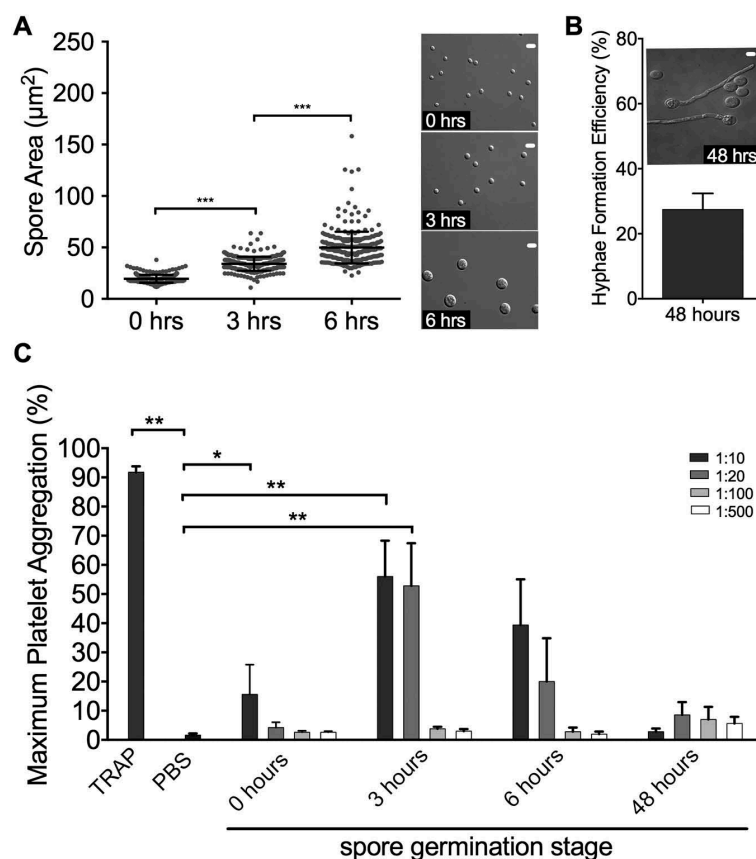 A
Spore Area (µm2)
250
200
150
100
50
0
***
***
0 hrs
3 hrs
6 hrs
0 hrs
3 hrs
6 hrs
B
Hyphae Formation Efficiency (%)
80
60
40
20
0
48 hrs
48 hours
C
Maximum Platelet Aggregation (%)
100
90
80
70
60
50
40
30
20
10
0
**
*
**
**
1:10
1:20
1:100
1:500
TRAP
PBS
0 hours
3 hours
6 hours
48 hours
spore germination stage